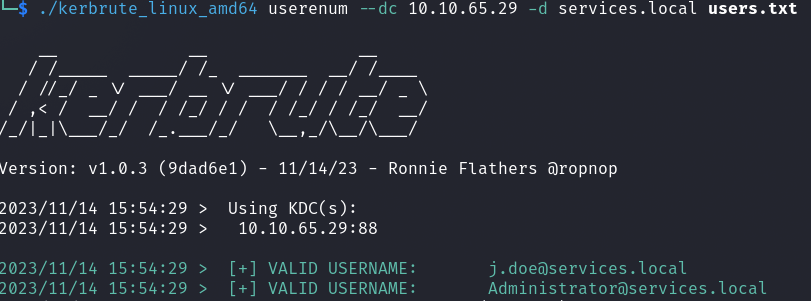 └─$ ./kerbrute_linux_amd64 userenum --dc 10.10.65.29 -d services.local users.txt
kerbrute
Version: v1.0.3 (9dad6e1) - 11/14/23 - Ronnie Flathers @ropnop
2023/11/14 15:54:29 >  Using KDC(s):
2023/11/14 15:54:29 >   10.10.65.29:88
2023/11/14 15:54:29 >  [+] VALID USERNAME:       j.doe@services.local
2023/11/14 15:54:29 >  [+] VALID USERNAME:       Administrator@services.local